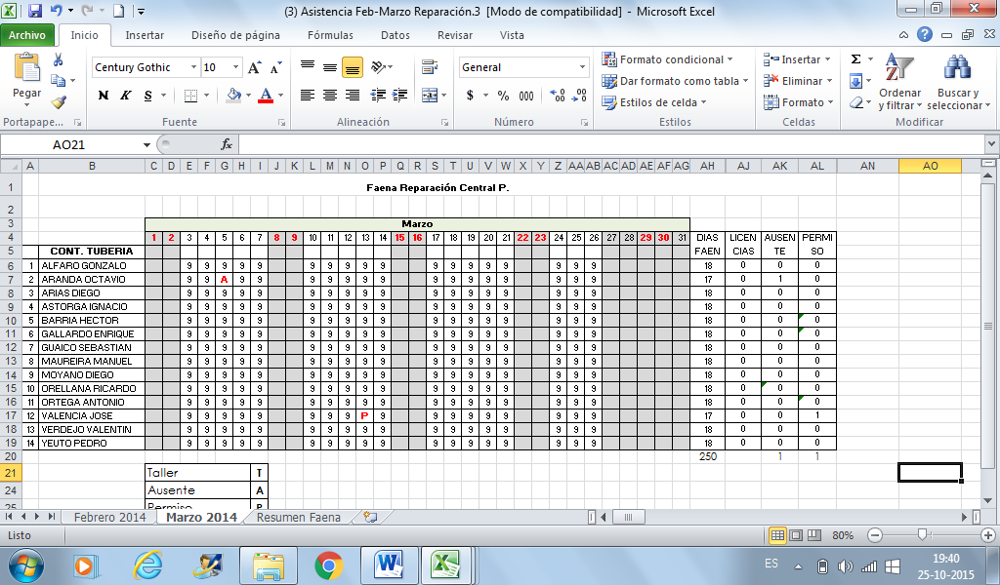 (3) Asistencia Feb-Marzo Reparación.3 [Modo de compatibilidad] - Microsoft Excel
Archivo Inicio Insertar Diseño de página Fórmulas Datos Revisar Vista
Pegar
Century Gothic 10 A A
N K S A
General
$ % 000
Formato condicional
Dar formato como tabla
Estilos de celda
Insertar
Eliminar
Formato
Σ
Ordenar y filtrar
Buscar y seleccionar
Portapape... Fuente Alineación Número Estilos Celdas Modificar
AO21 fx
A B C D E F G H I J K L M N O P Q R S T U V W X Y Z AA AB AC AD AE AF AG AH AJ AK AL AN AO
1 Faena Reparación Central P.
2
3 Marzo
4 1 2 3 4 5 6 7 8 9 10 11 12 13 14 15 16 17 18 19 20 21 22 23 24 25 26 27 28 29 30 31 DIAS LICEN AUSEN PERMI
5 CONT. TUBERIA FAEN CIAS TE SO
6 1 ALFARO GONZALO 9 9 9 9 9 9 9 9 9 9 9 9 9 9 9 9 9 9 18 0 0 0
7 2 ARANDA OCTAVIO 9 9 A 9 9 9 9 9 9 9 9 9 9 9 9 9 9 9 17 0 1 0
8 3 ARIAS DIEGO 9 9 9 9 9 9 9 9 9 9 9 9 9 9 9 9 9 9 18 0 0 0
9 4 ASTORGA IGNACIO 9 9 9 9 9 9 9 9 9 9 9 9 9 9 9 9 9 9 18 0 0 0
10 5 BARRIA HECTOR 9 9 9 9 9 9 9 9 9 9 9 9 9 9 9 9 9 9 18 0 0 0
11 6 GALLARDO ENRIQUE 9 9 9 9 9 9 9 9 9 9 9 9 9 9 9 9 9 9 18 0 0 0
12 7 GUAICO SEBASTIAN 9 9 9 9 9 9 9 9 9 9 9 9 9 9 9 9 9 9 18 0 0 0
13 8 MAUREIRA MANUEL 9 9 9 9 9 9 9 9 9 9 9 9 9 9 9 9 9 9 18 0 0 0
14 9 MOYANO DIEGO 9 9 9 9 9 9 9 9 9 9 9 9 9 9 9 9 9 9 18 0 0 0
15 10 ORELLANA RICARDO 9 9 9 9 9 9 9 9 9 9 9 9 9 9 9 9 9 9 18 0 0 0
16 11 ORTEGA ANTONIO 9 9 9 9 9 9 9 9 9 9 9 9 9 9 9 9 9 9 18 0 0 0
17 12 VALENCIA JOSE 9 9 9 9 9 9 9 9 P 9 9 9 9 9 9 9 9 9 17 0 0 1
18 13 VERDEJO VALENTIN 9 9 9 9 9 9 9 9 9 9 9 9 9 9 9 9 9 9 18 0 0 0
19 14 YEUTO PEDRO 9 9 9 9 9 9 9 9 9 9 9 9 9 9 9 9 9 9 18 0 0 0
20 250 1 1
21 Taller T
24 Ausente A
25 Permiso P
Febrero 2014 Marzo 2014 Resumen Faena
Listo 80%
ES 19:40
25-10-2015